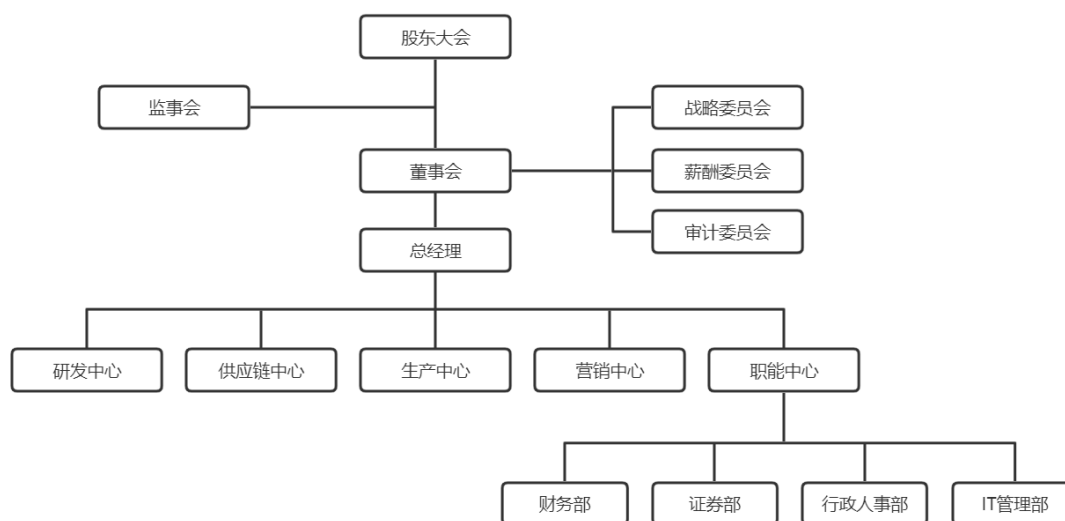 股东大会
监事会
战略委员会
董事会
薪酬委员会
审计委员会
总经理
研发中心
供应链中心
生产中心
营销中心
职能中心
财务部
证券部
行政人事部
IT管理部